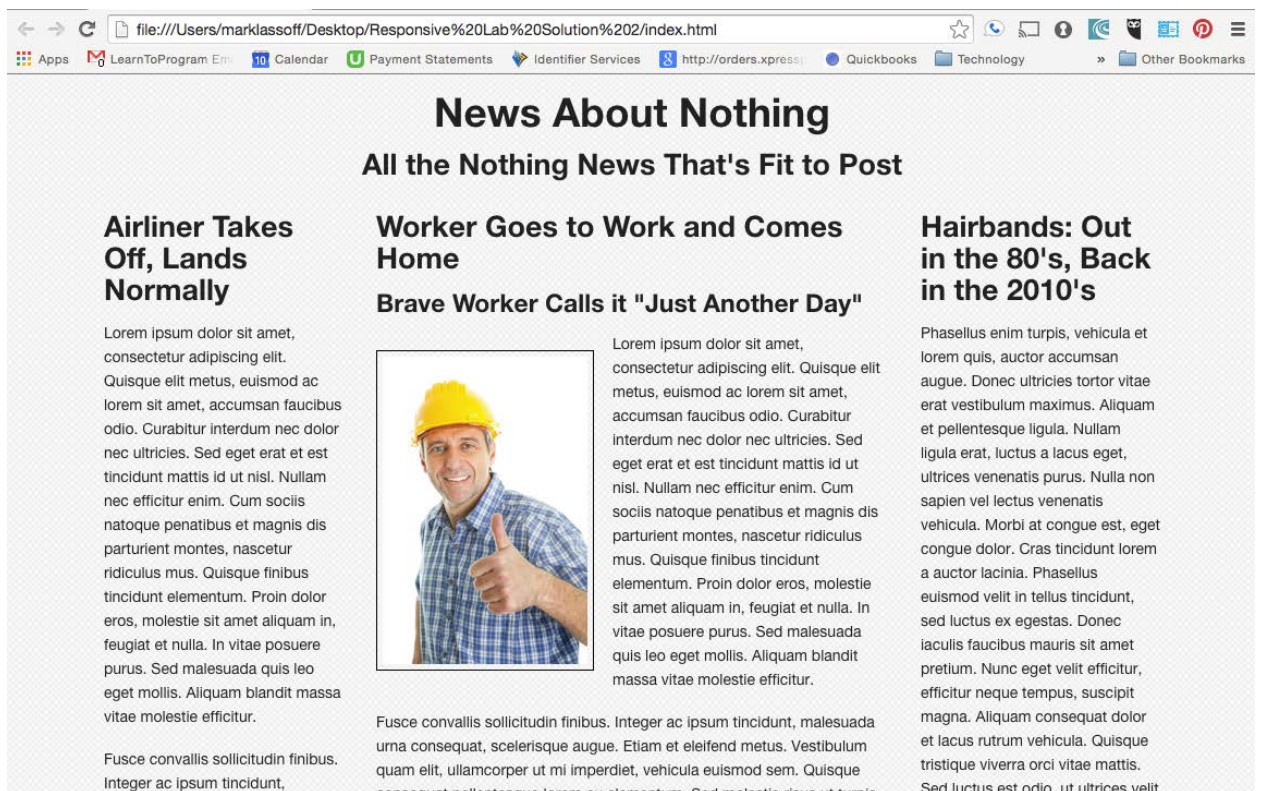 file:///Users/marklassoff/Desktop/Responsive%20Lab%20Solution%202/index.html
Apps
LearnToProgram Em
10 Calendar
U Payment Statements
Identifier Services
8 http://orders.xpress
Quickbooks
Technology
»
Other Bookmarks
News About Nothing
All the Nothing News That's Fit to Post
Airliner Takes
Off, Lands
Normally
Lorem ipsum dolor sit amet,
consectetur adipiscing elit.
Quisque elit metus, euismod ac
lorem sit amet, accumsan faucibus
odio. Curabitur interdum nec dolor
nec ultricies. Sed eget erat et est
tincidunt mattis id ut nisl. Nullam
nec efficitur enim. Cum sociis
natoque penatibus et magnis dis
parturient montes, nascetur
ridiculus mus. Quisque finibus
tincidunt elementum. Proin dolor
eros, molestie sit amet aliquam in,
feugiat et nulla. In vitae posuere
purus. Sed malesuada quis leo
eget mollis. Aliquam blandit massa
vitae molestie efficitur.
Fusce convallis sollicitudin finibus.
Integer ac ipsum tincidunt,
Worker Goes to Work and Comes
Home
Brave Worker Calls it "Just Another Day"
Lorem ipsum dolor sit amet,
consectetur adipiscing elit. Quisque elit
metus, euismod ac lorem sit amet,
accumsan faucibus odio. Curabitur
interdum nec dolor nec ultricies. Sed
eget erat et est tincidunt mattis id ut
nisl. Nullam nec efficitur enim. Cum
sociis natoque penatibus et magnis dis
parturient montes, nascetur ridiculus
mus. Quisque finibus tincidunt
elementum. Proin dolor eros, molestie
sit amet aliquam in, feugiat et nulla. In
vitae posuere purus. Sed malesuada
quis leo eget mollis. Aliquam blandit
massa vitae molestie efficitur.
Fusce convallis sollicitudin finibus. Integer ac ipsum tincidunt, malesuada
urna consequat, scelerisque augue. Etiam et eleifend metus. Vestibulum
quam elit, ullamcorper ut mi imperdiet, vehicula euismod sem. Quisque
Hairbands: Out
in the 80's, Back
in the 2010's
Phasellus enim turpis, vehicula et
lorem quis, auctor accumsan
augue. Donec ultricies tortor vitae
erat vestibulum maximus. Aliquam
et pellentesque ligula. Nullam
ligula erat, luctus a lacus eget,
ultrices venenatis purus. Nulla non
sapien vel lectus venenatis
vehicula. Morbi at congue est, eget
congue dolor. Cras tincidunt lorem
a auctor lacinia. Phasellus
euismod velit in tellus tincidunt,
sed luctus ex egestas. Donec
iaculis faucibus mauris sit amet
pretium. Nunc eget velit efficitur,
efficitur neque tempus, suscipit
magna. Aliquam consequat dolor
et lacus rutrum vehicula. Quisque
tristique viverra orci vitae mattis.
Sed luctus est odio, ut ultrices velit